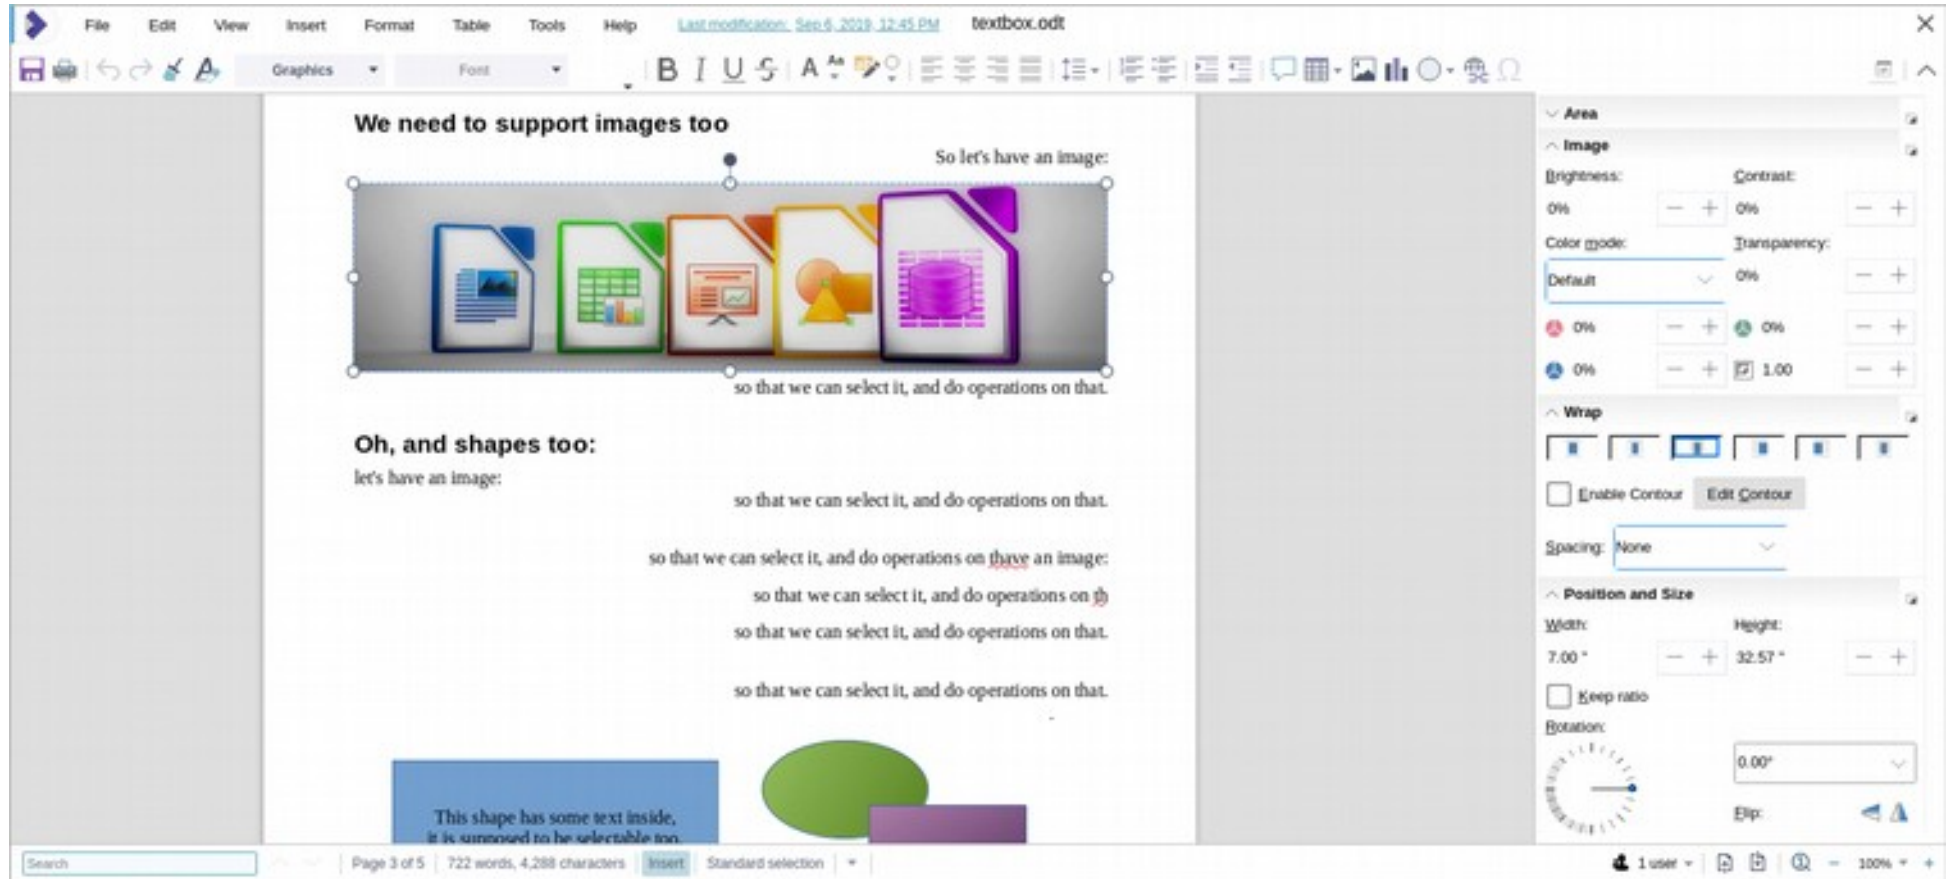 File Edit View Insert Format Table Tools Help Last modification: Sep 6, 2019, 12:45 PM textbox.odt
Graphics Font
We need to support images too
So let's have an image:
so that we can select it, and do operations on that.
Oh, and shapes too:
let's have an image:
so that we can select it, and do operations on that.
so that we can select it, and do operations on thave an image:
so that we can select it, and do operations on th
so that we can select it, and do operations on that.
so that we can select it, and do operations on that.
This shape has some text inside,
it is supposed to be selectable too.
Area
Image
Brightness: Contrast:
0% 0%
Color mode: Transparency:
Default 0%
0% 0%
0% 1.00
Wrap
Enable Contour Edit Contour
Spacing: None
Position and Size
Width: Height:
7.00 " 32.57 "
Keep ratio
Rotation:
0.00°
Flip:
Search Page 3 of 5 722 words, 4,288 characters Insert Standard selection 1 user 100%